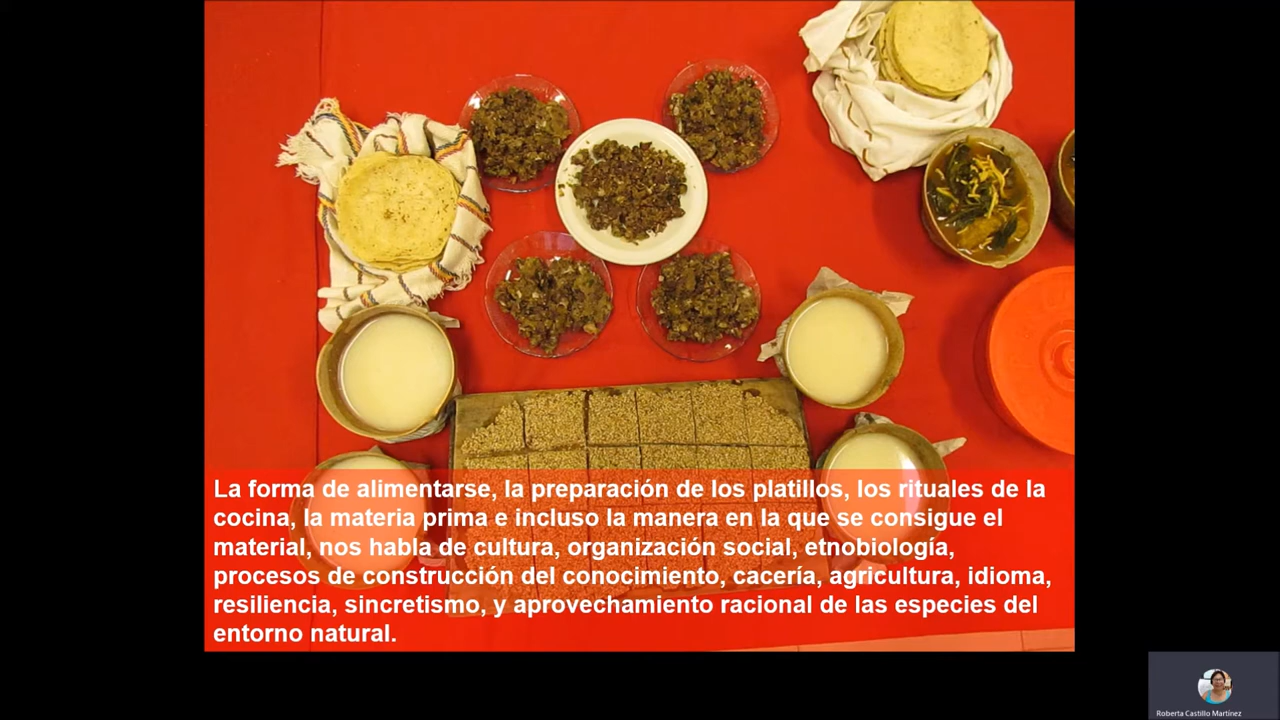 La forma de alimentarse, la preparación de los platillos, los rituales de la
cocina, la materia prima e incluso la manera en la que se consigue el
material, nos habla de cultura, organización social, etnobiología,
procesos de construcción del conocimiento, cacería, agricultura, idioma,
resiliencia, sincretismo, y aprovechamiento racional de las especies del
entorno natural.
Roberta Castillo Martínez